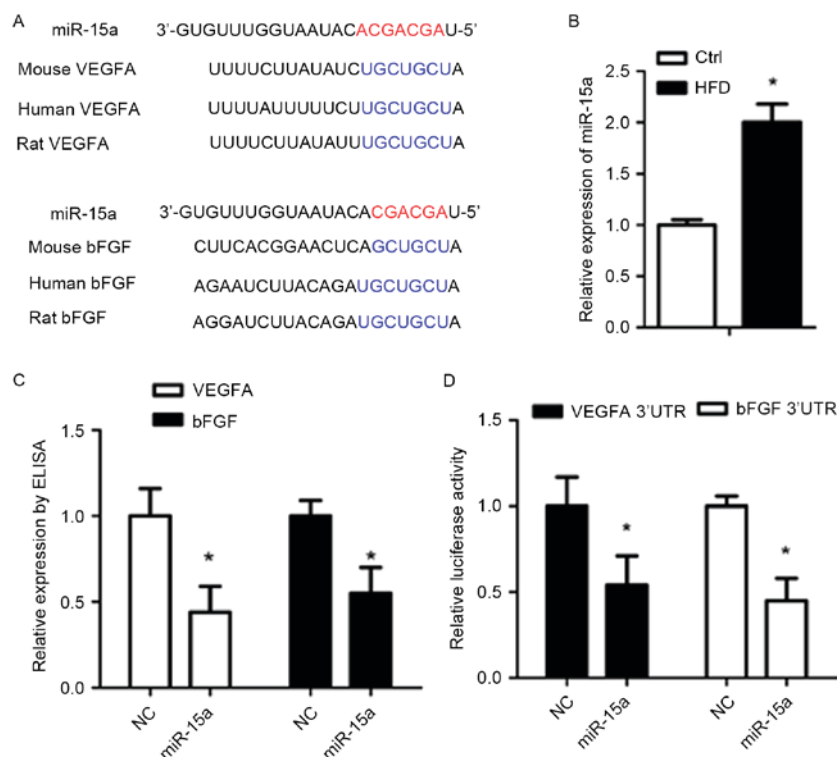 A
miR-15a 3'-GUGUUUGGUAAUACACGACGAU-5'
Mouse VEGFA UUUUCUUAUAUCUGCUGCUA
Human VEGFA UUUUAUUUUUCUUGCUGCUA
Rat VEGFA UUUUCUUAUAUUUGCUGCUA
miR-15a 3'-GUGUUUGGUAAUACACGACGAU-5'
Mouse bFGF CUUCACGGAACUCAGCUGCUA
Human bFGF AGAAUCUUACAGAUGCUGCUA
Rat bFGF AGGAUCUUACAGAUGCUGCUA
B
Ctrl
HFD
Relative expression of miR-15a
2.5
2.0
1.5
1.0
0.5
0.0
*
C
VEGFA
bFGF
Relative expression by ELISA
1.5
1.0
0.5
0.0
* *
NC miR-15a NC miR-15a
D
VEGFA 3'UTR bFGF 3'UTR
Relative luciferase activity
1.5
1.0
0.5
0.0
* *
NC miR-15a NC miR-15a